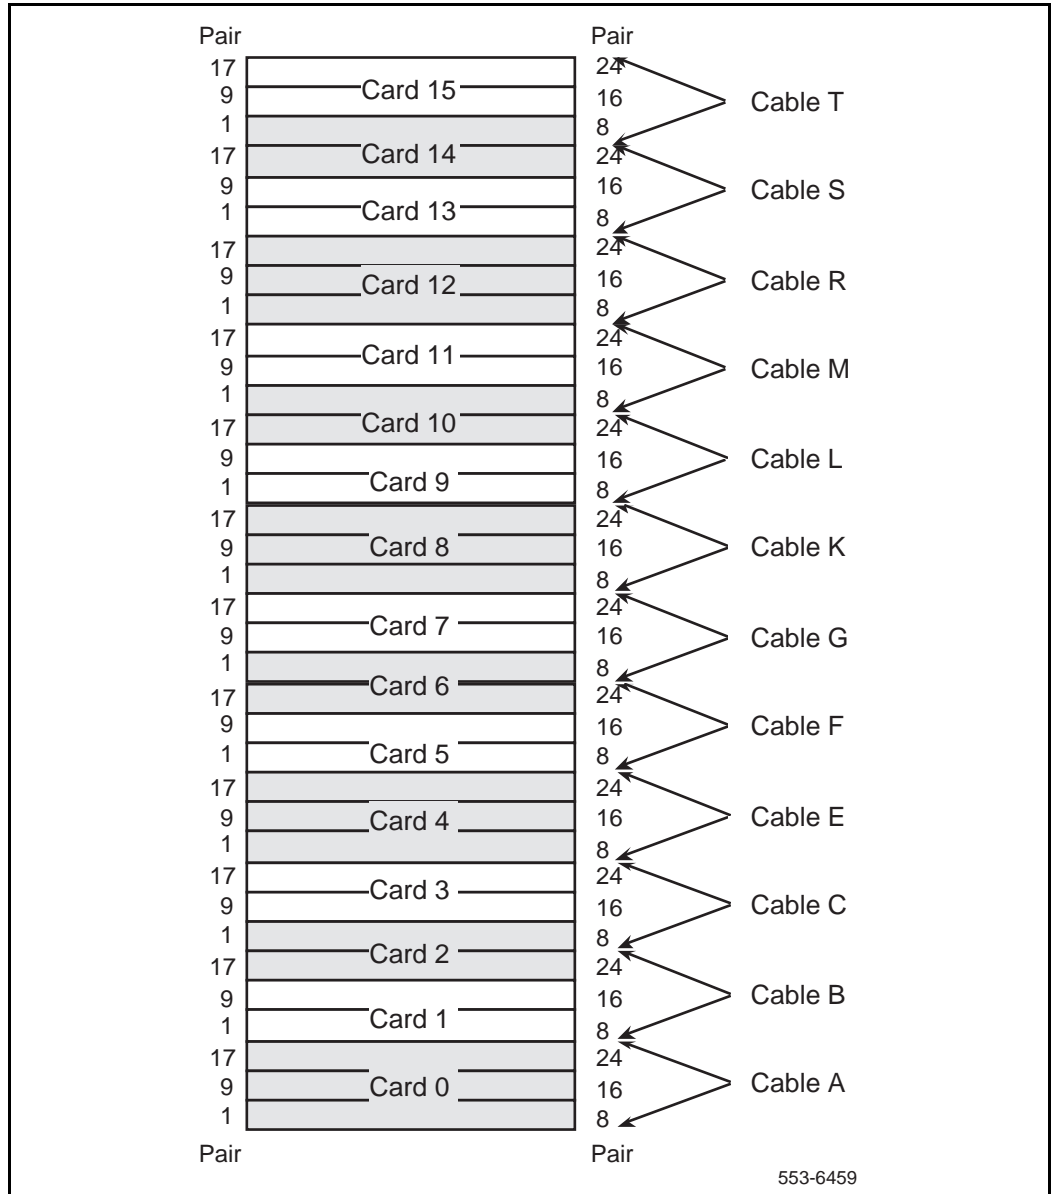 Pair Pair
17 24
Card 15
9 16 Cable T
1 8
17 Card 14 24
9 16 Cable S
1 Card 13 8
17 24
9 Card 12 16 Cable R
1 8
17 24
Card 11
9 16 Cable M
1 8
17 Card 10 24
9 16 Cable L
1 Card 9 8
17 24
9 Card 8 16 Cable K
1 8
17 24
Card 7
9 16 Cable G
1 8
Card 6
17 24
9 16 Cable F
1 Card 5 8
17 24
9 Card 4 16 Cable E
1 8
17 24
Card 3
9 16 Cable C
1 8
Card 2
17 24
9 16 Cable B
1 Card 1 8
17 24
9 Card 0 16 Cable A
1 8
Pair Pair
553-6459